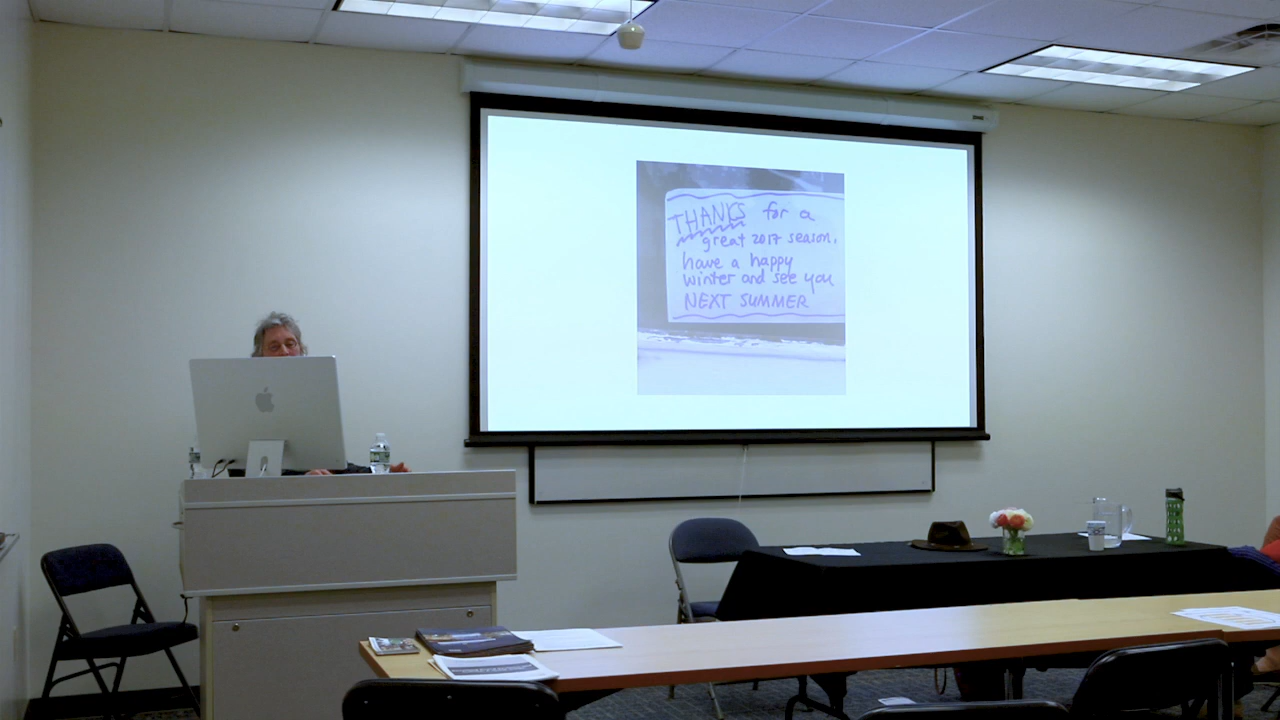 THANKS for a
great 2017 season,
have a happy
winter and see you
NEXT SUMMER